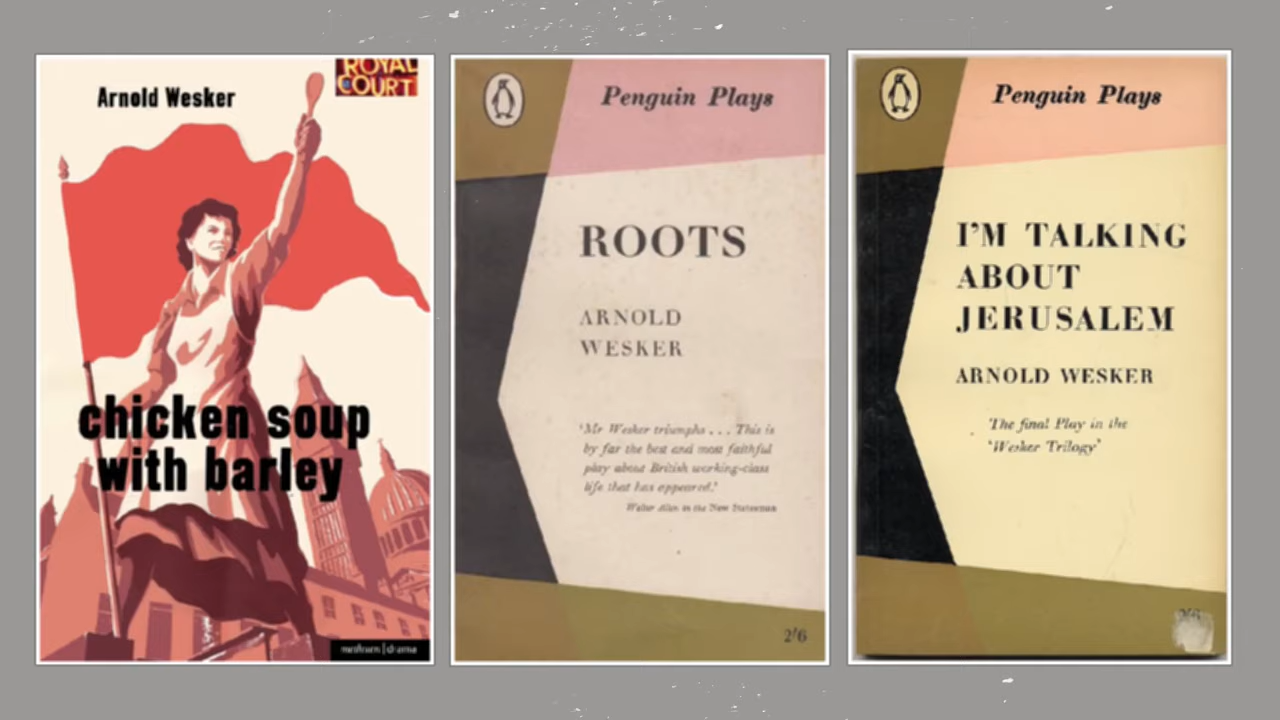 Arnold Wesker
ROYAL
COURT
chicken soup
with barley
methuen | drama
Penguin Plays
ROOTS
ARNOLD
WESKER
'Mr Wesker triumphs . . . This is
by far the best and most faithful
play about British working-class
life that has appeared.'
Walter Allen in the New Statesman
2/6
Penguin Plays
I'M TALKING
ABOUT
JERUSALEM
ARNOLD WESKER
The final Play in the
'Wesker Trilogy'
2/6